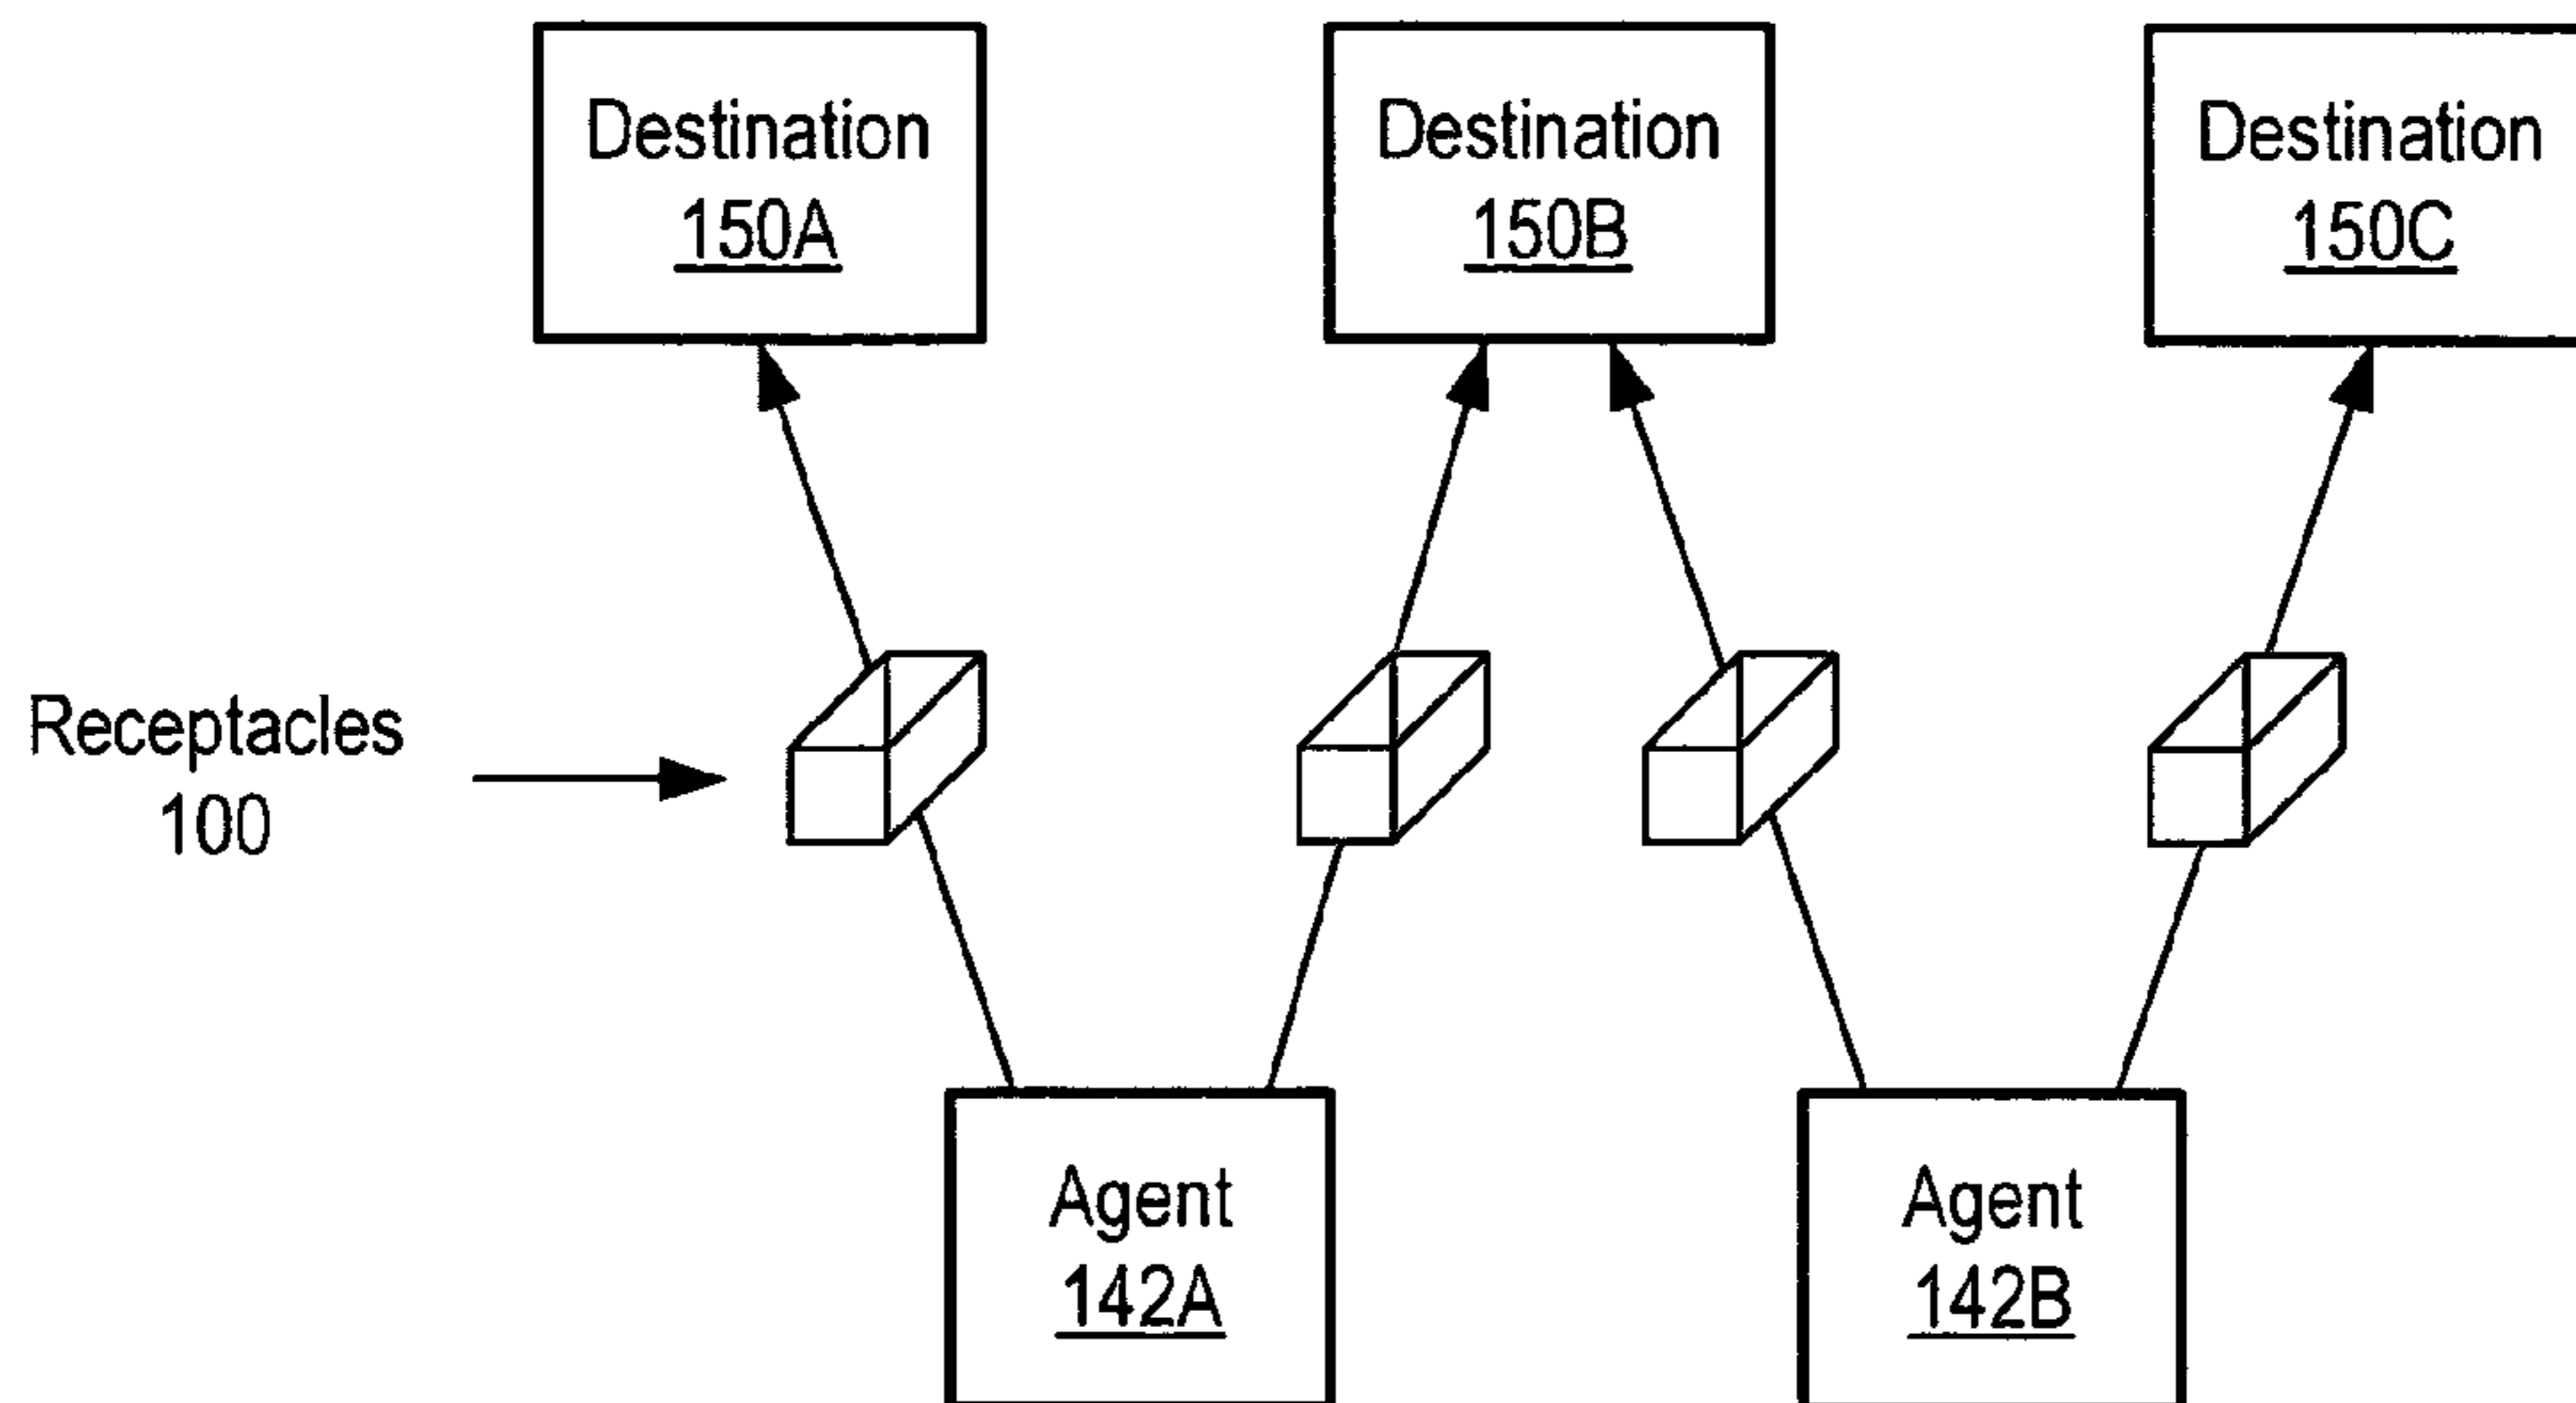 Destination
150A
Destination
150B
Destination
150C
Receptacles
100
Agent
142A
Agent
142B